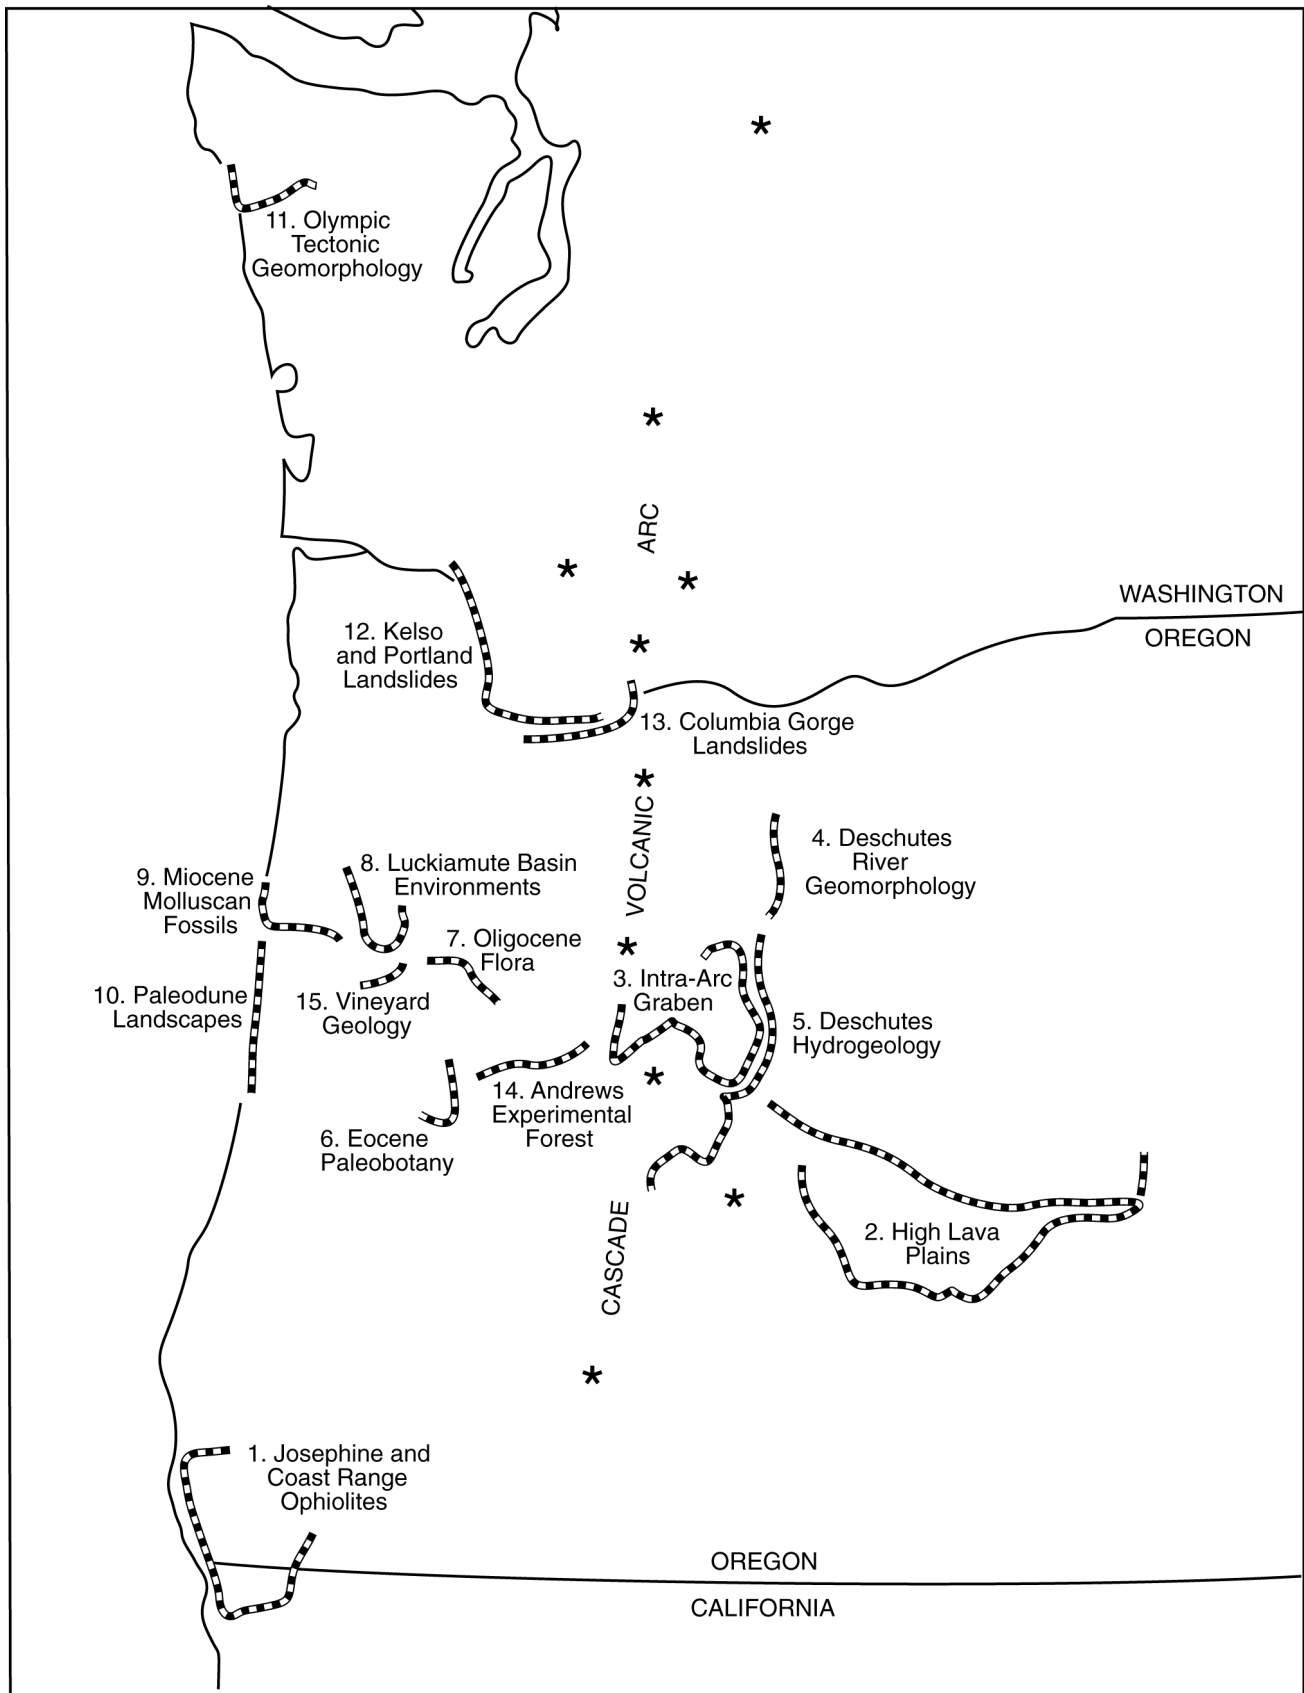 11. Olympic
Tectonic
Geomorphology
ARC
WASHINGTON
OREGON
12. Kelso
and Portland
Landslides
13. Columbia Gorge
Landslides
VOLCANIC
4. Deschutes
River
Geomorphology
8. Luckiamute Basin
Environments
9. Miocene
Molluscan
Fossils
7. Oligocene
Flora
3. Intra-Arc
Graben
10. Paleodune
Landscapes
15. Vineyard
Geology
5. Deschutes
Hydrogeology
14. Andrews
Experimental
Forest
6. Eocene
Paleobotany
CASCADE
2. High Lava
Plains
1. Josephine and
Coast Range
Ophiolites
OREGON
CALIFORNIA